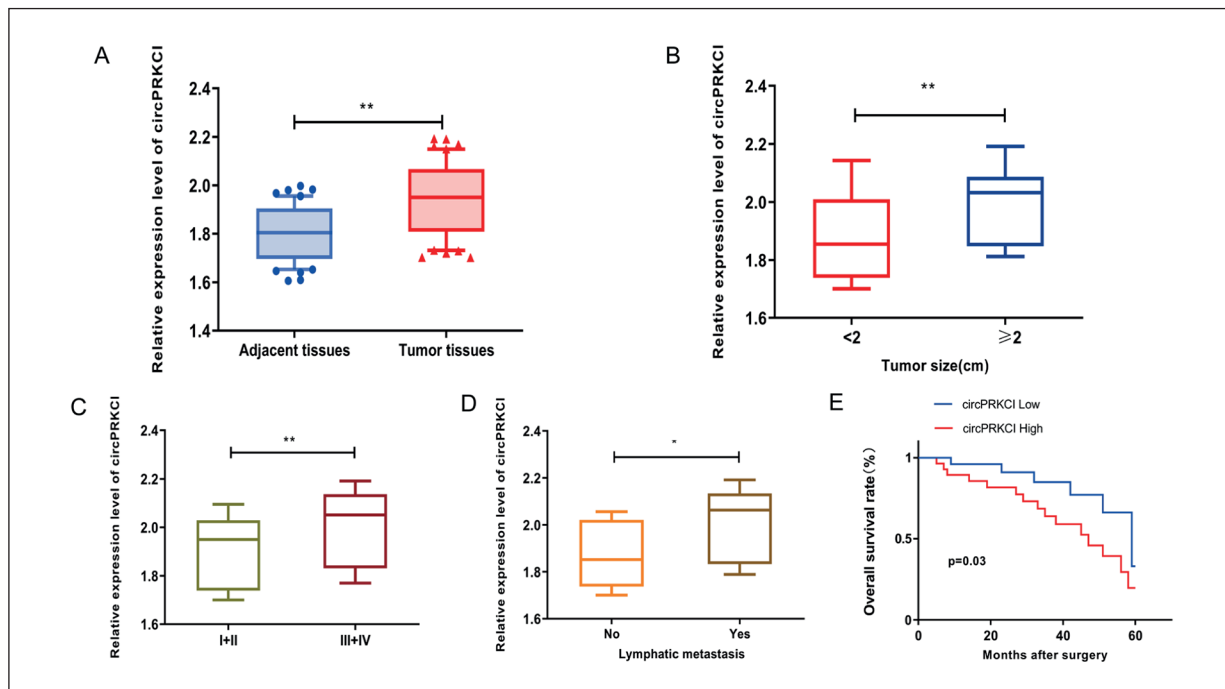 A
Relative expression level of circPRKCI
2.4
2.2
2.0
1.8
1.6
1.4
**
Adjacent tissues
Tumor tissues
B
Relative expression level of circPRKCI
2.4
2.2
2.0
1.8
1.6
**
<2
⩾2
Tumor size(cm)
C
Relative expression level of circPRKCI
2.4
2.2
2.0
1.8
1.6
**
I+II
III+IV
D
Relative expression level of circPRKCI
2.4
2.2
2.0
1.8
1.6
*
No
Yes
Lymphatic metastasis
E
circPRKCI Low
circPRKCI High
Overall survival rate(%)
1
0.5
0
p=0.03
0
20
40
60
Months after surgery